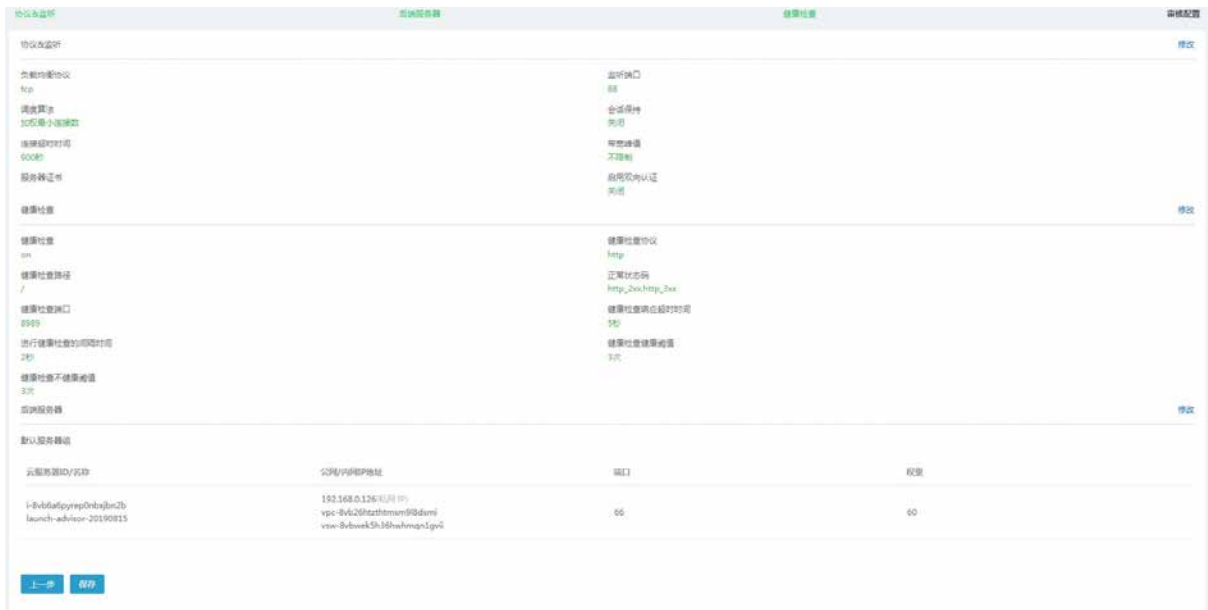 协议&监听 后端服务器 健康检查 审核配置
协议&监听 修改
负载均衡协议 监听端口
tcp 88
调度算法 会话保持
加权最小连接数 关闭
连接超时时间 带宽峰值
900秒 不限制
服务器证书 启用双向认证
关闭
健康检查 修改
健康检查 健康检查协议
on http
健康检查路径 正常状态码
/ http_2xx,http_3xx
健康检查端口 健康检查响应超时时间
8989 5秒
进行健康检查的间隔时间 健康检查健康阈值
2秒 3次
健康检查不健康阈值
3次
后端服务器 修改
默认服务器组
云服务器ID/名称 公网/内网IP地址 端口 权重
192.168.0.126(私网IP)
launch-advisor-20190815 66 60
上一步 保存